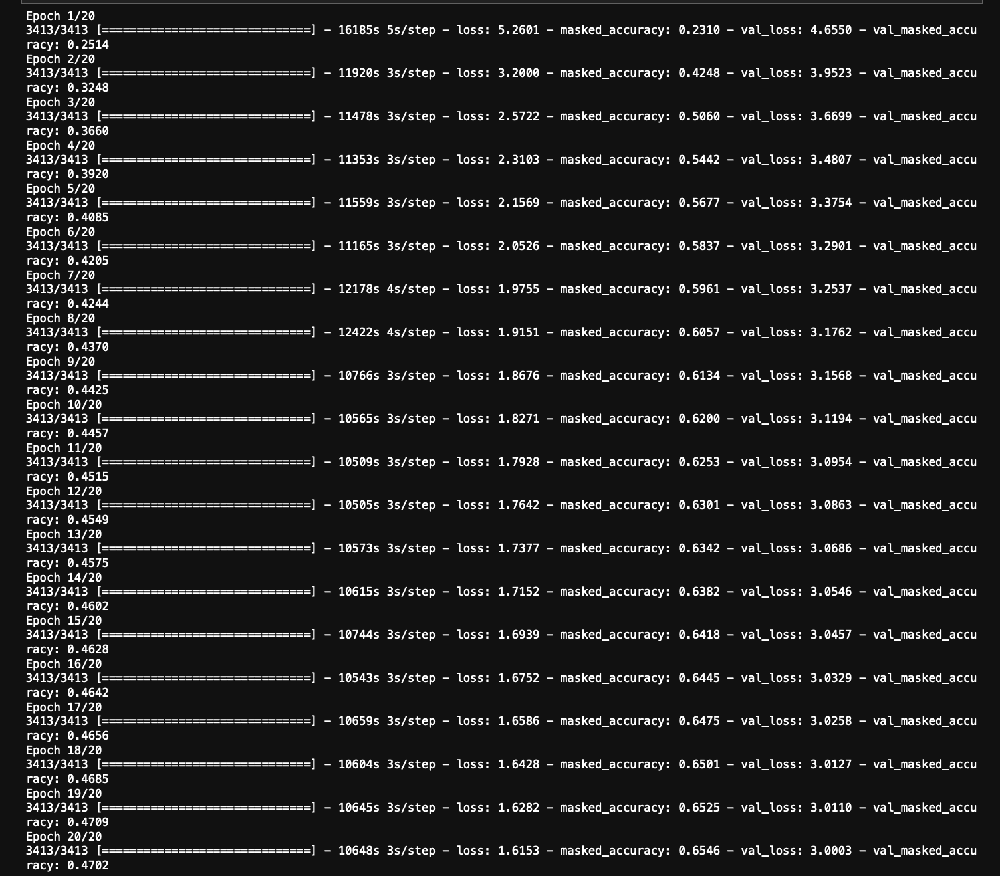 Epoch 1/20
3413/3413 [==============================] - 16185s 5s/step - loss: 5.2601 - masked_accuracy: 0.2310 - val_loss: 4.6550 - val_masked_accu
racy: 0.2514
Epoch 2/20
3413/3413 [==============================] - 11920s 3s/step - loss: 3.2000 - masked_accuracy: 0.4248 - val_loss: 3.9523 - val_masked_accu
racy: 0.3248
Epoch 3/20
3413/3413 [==============================] - 11478s 3s/step - loss: 2.5722 - masked_accuracy: 0.5060 - val_loss: 3.6699 - val_masked_accu
racy: 0.3660
Epoch 4/20
3413/3413 [==============================] - 11353s 3s/step - loss: 2.3103 - masked_accuracy: 0.5442 - val_loss: 3.4807 - val_masked_accu
racy: 0.3920
Epoch 5/20
3413/3413 [==============================] - 11559s 3s/step - loss: 2.1569 - masked_accuracy: 0.5677 - val_loss: 3.3754 - val_masked_accu
racy: 0.4085
Epoch 6/20
3413/3413 [==============================] - 11165s 3s/step - loss: 2.0526 - masked_accuracy: 0.5837 - val_loss: 3.2901 - val_masked_accu
racy: 0.4205
Epoch 7/20
3413/3413 [==============================] - 12178s 4s/step - loss: 1.9755 - masked_accuracy: 0.5961 - val_loss: 3.2537 - val_masked_accu
racy: 0.4244
Epoch 8/20
3413/3413 [==============================] - 12422s 4s/step - loss: 1.9151 - masked_accuracy: 0.6057 - val_loss: 3.1762 - val_masked_accu
racy: 0.4370
Epoch 9/20
3413/3413 [==============================] - 10766s 3s/step - loss: 1.8676 - masked_accuracy: 0.6134 - val_loss: 3.1568 - val_masked_accu
racy: 0.4425
Epoch 10/20
3413/3413 [==============================] - 10565s 3s/step - loss: 1.8271 - masked_accuracy: 0.6200 - val_loss: 3.1194 - val_masked_accu
racy: 0.4457
Epoch 11/20
3413/3413 [==============================] - 10509s 3s/step - loss: 1.7928 - masked_accuracy: 0.6253 - val_loss: 3.0954 - val_masked_accu
racy: 0.4515
Epoch 12/20
3413/3413 [==============================] - 10505s 3s/step - loss: 1.7642 - masked_accuracy: 0.6301 - val_loss: 3.0863 - val_masked_accu
racy: 0.4549
Epoch 13/20
3413/3413 [==============================] - 10573s 3s/step - loss: 1.7377 - masked_accuracy: 0.6342 - val_loss: 3.0686 - val_masked_accu
racy: 0.4575
Epoch 14/20
3413/3413 [==============================] - 10615s 3s/step - loss: 1.7152 - masked_accuracy: 0.6382 - val_loss: 3.0546 - val_masked_accu
racy: 0.4602
Epoch 15/20
3413/3413 [==============================] - 10744s 3s/step - loss: 1.6939 - masked_accuracy: 0.6418 - val_loss: 3.0457 - val_masked_accu
racy: 0.4628
Epoch 16/20
3413/3413 [==============================] - 10543s 3s/step - loss: 1.6752 - masked_accuracy: 0.6445 - val_loss: 3.0329 - val_masked_accu
racy: 0.4642
Epoch 17/20
3413/3413 [==============================] - 10659s 3s/step - loss: 1.6586 - masked_accuracy: 0.6475 - val_loss: 3.0258 - val_masked_accu
racy: 0.4656
Epoch 18/20
3413/3413 [==============================] - 10604s 3s/step - loss: 1.6428 - masked_accuracy: 0.6501 - val_loss: 3.0127 - val_masked_accu
racy: 0.4685
Epoch 19/20
3413/3413 [==============================] - 10645s 3s/step - loss: 1.6282 - masked_accuracy: 0.6525 - val_loss: 3.0110 - val_masked_accu
racy: 0.4709
Epoch 20/20
3413/3413 [==============================] - 10648s 3s/step - loss: 1.6153 - masked_accuracy: 0.6546 - val_loss: 3.0003 - val_masked_accu
racy: 0.4702